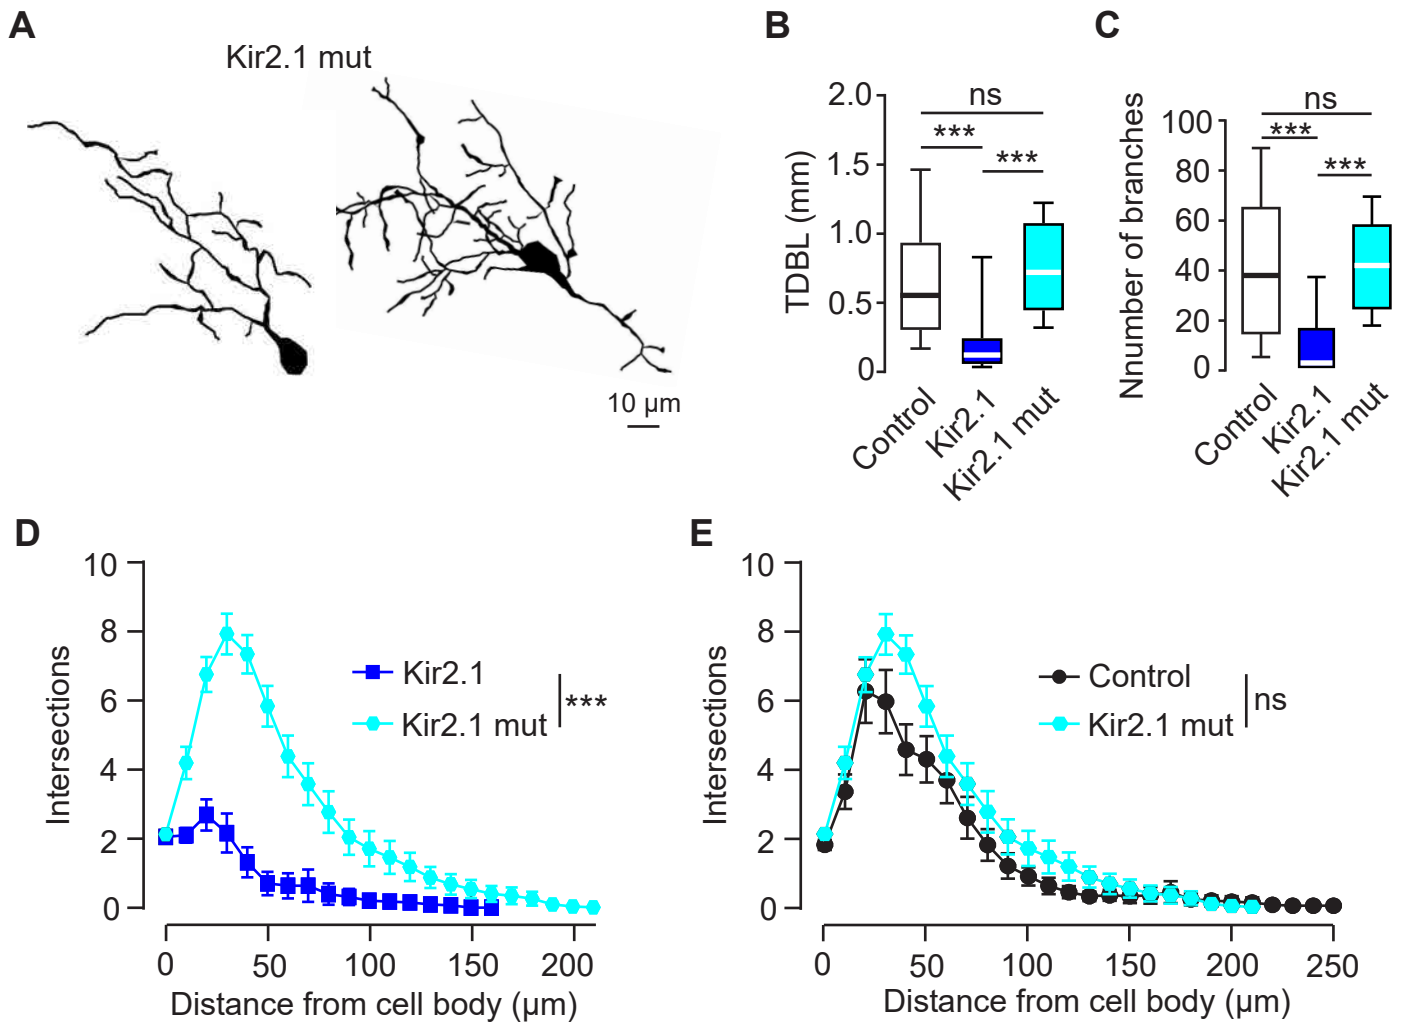 A
Kir2.1 mut
10 µm
B
TDBL (mm)
2.0
1.5
1.0
0.5
0
ns
***
***
Control
Kir2.1
Kir2.1 mut
C
Nnumber of branches
100
80
60
40
20
0
ns
***
***
Control
Kir2.1
Kir2.1 mut
D
Intersections
10
8
6
4
2
0
Kir2.1
Kir2.1 mut
***
0 50 100 150 200
Distance from cell body (µm)
E
Intersections
10
8
6
4
2
0
Control
Kir2.1 mut
ns
0 50 100 150 200 250
Distance from cell body (µm)